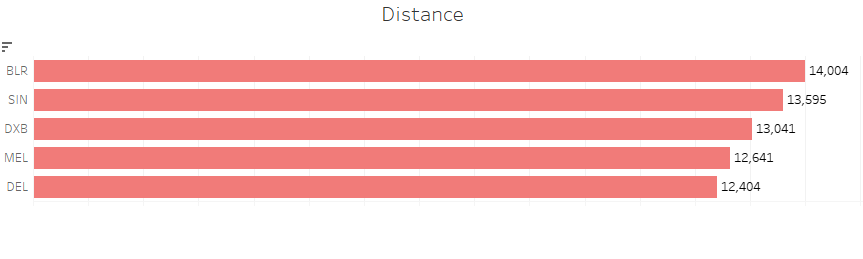 Distance
BLR 14,004
SIN 13,595
DXB 13,041
MEL 12,641
DEL 12,404